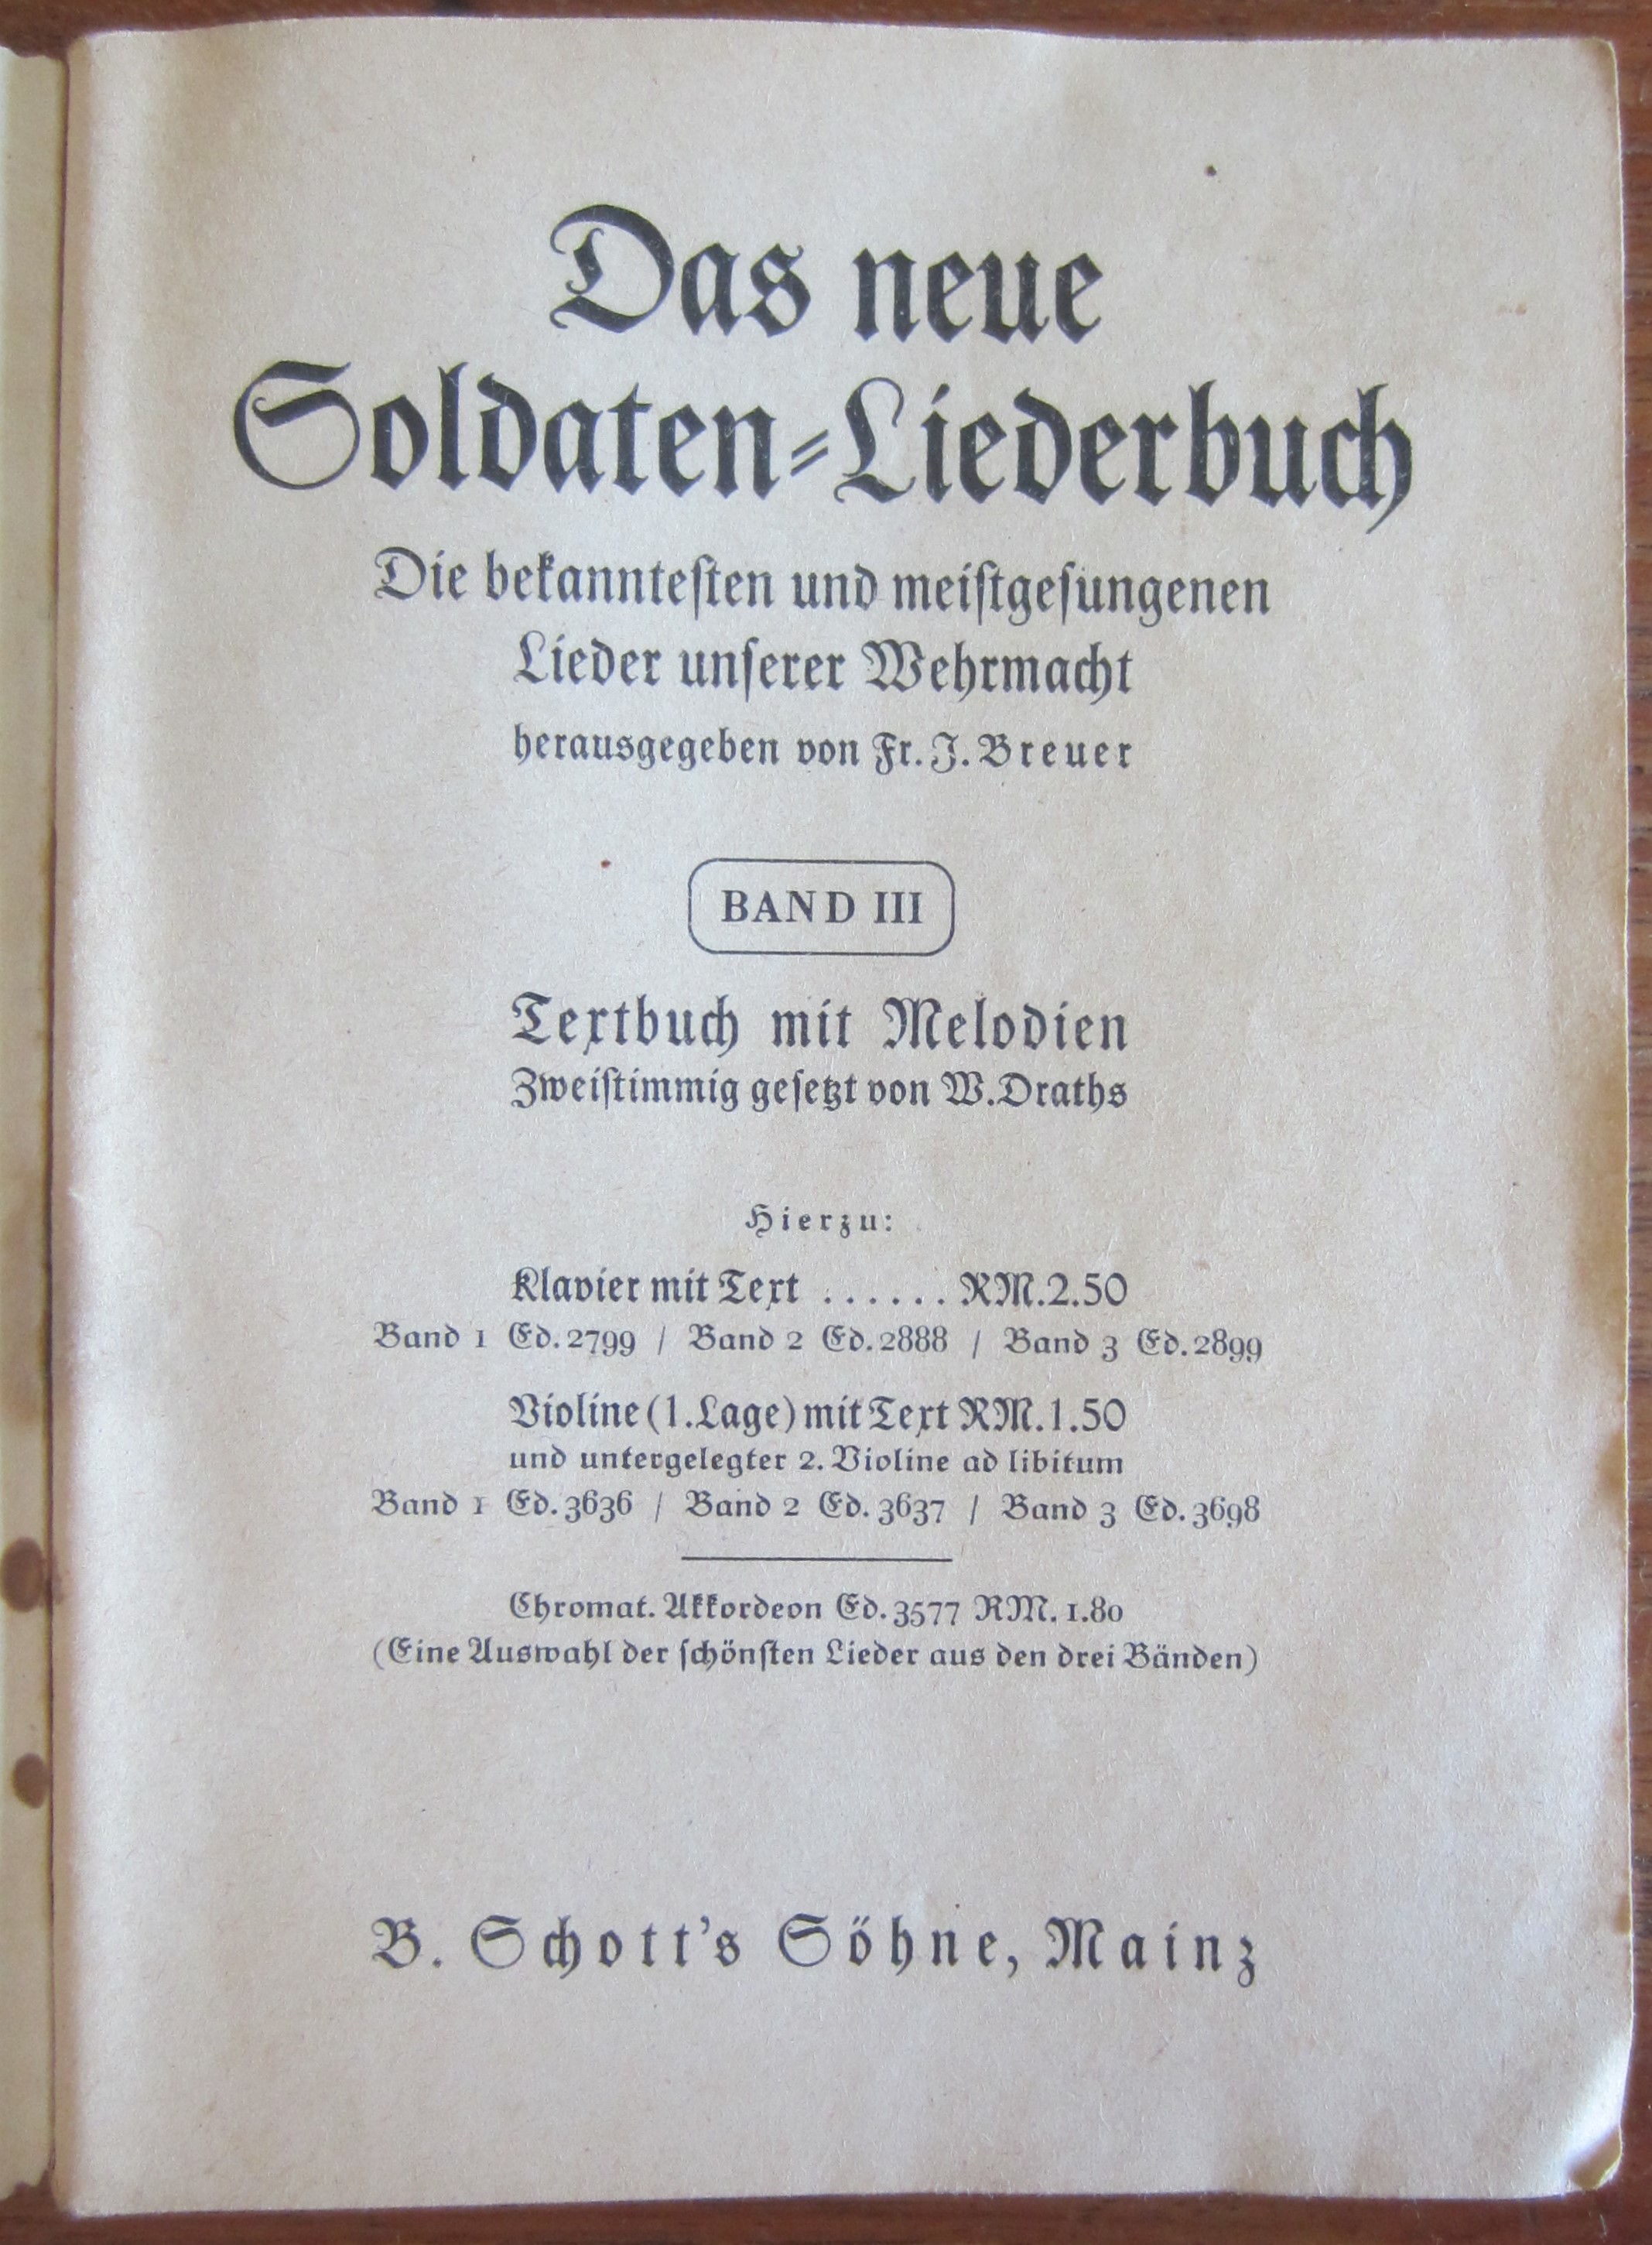 Das neue
Soldaten-Liederbuch
Die bekanntesten und meistgesungenen
Lieder unserer Wehrmacht
herausgegeben von Fr. J. Breuer
BAND III
Textbuch mit Melodien
Zweistimmig gesetzt von W. Draths
Hierzu:
Klavier mit Text ...... RM. 2.50
Band 1 Ed. 2799 / Band 2 Ed. 2888 / Band 3 Ed. 2899
Violine (1. Lage) mit Text RM. 1.50
und untergelegter 2. Violine ad libitum
Band 1 Ed. 3636 / Band 2 Ed. 3637 / Band 3 Ed. 3698
Chromat. Akkordeon Ed. 3577 RM. 1.80
(Eine Auswahl der schönsten Lieder aus den drei Bänden)
B. Schott's Söhne, Mainz